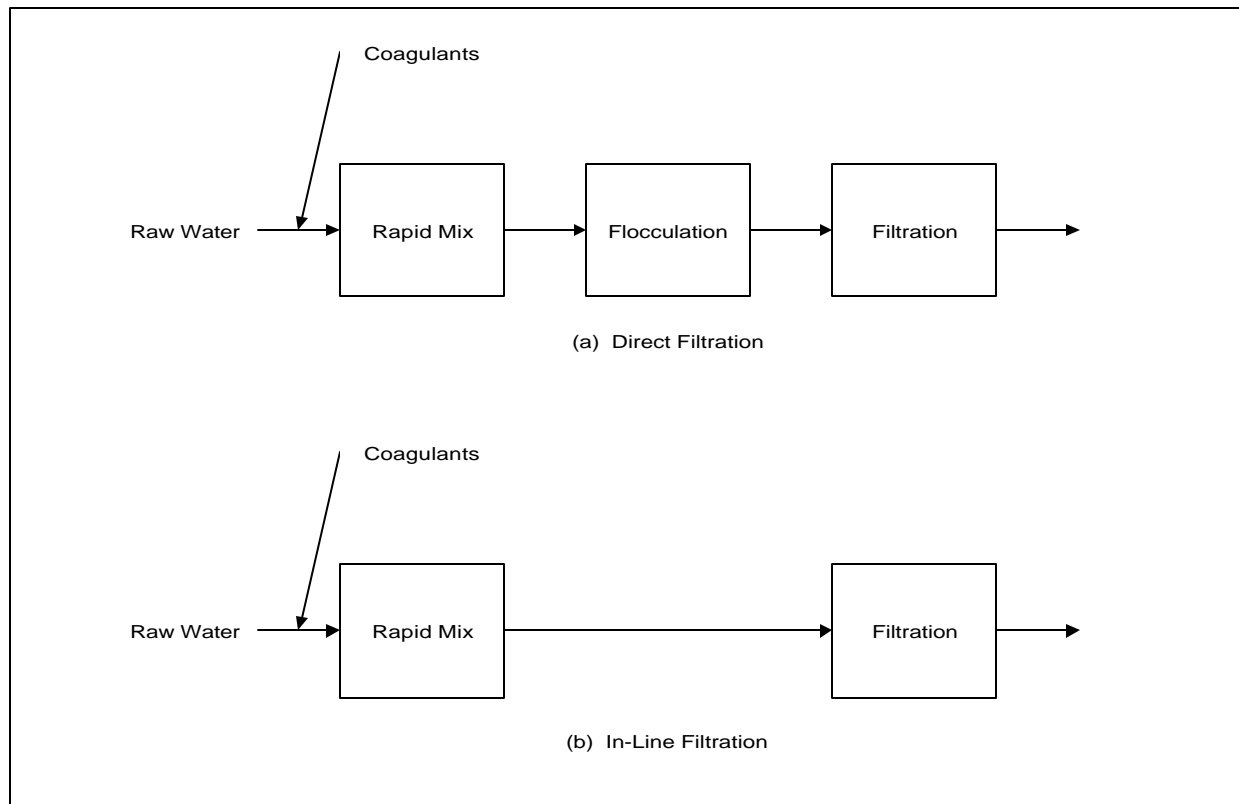 Coagulants
Raw Water
Rapid Mix
Flocculation
Filtration
(a) Direct Filtration
Coagulants
Raw Water
Rapid Mix
Filtration
(b) In-Line Filtration